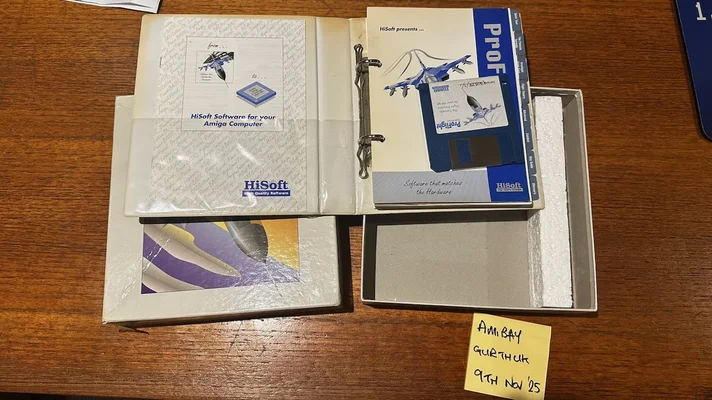 from ...
to ...
HiSoft Software for your
Amiga Computer
HiSoft
High Quality Software
HiSoft presents ...
ProF
ProFlight
Software that matches
the Hardware
HiSoft
AMIBAY
GURTHUK
9TH NOV '25